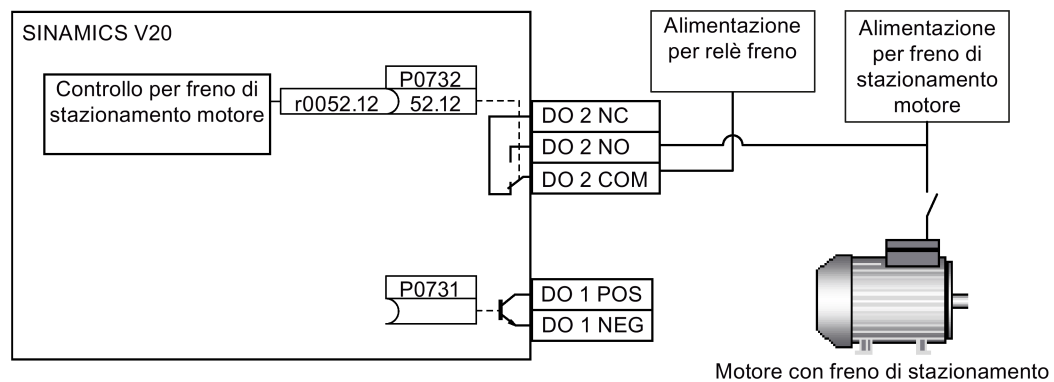 SINAMICS V20
Controllo per freno di
stazionamento motore
r0052.12
P0732
52.12
DO 2 NC
DO 2 NO
DO 2 COM
Alimentazione
per relè freno
Alimentazione
per freno di
stazionamento
motore
P0731
DO 1 POS
DO 1 NEG
Motore con freno di stazionamento